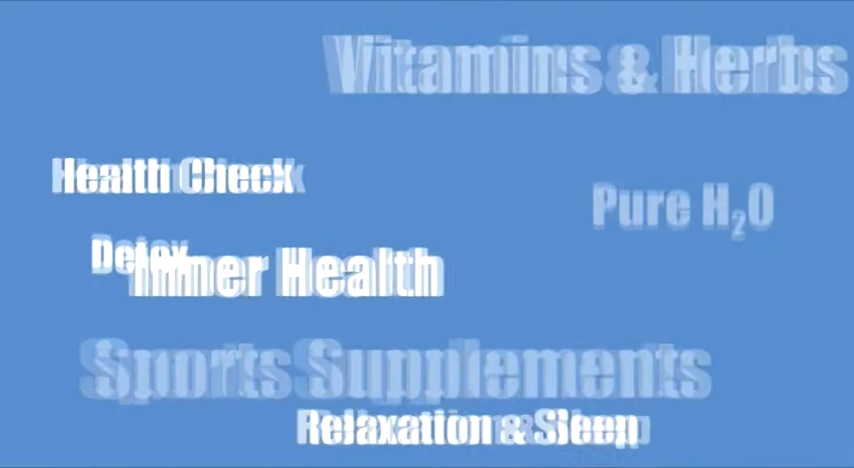 Vitamins & Herbs
Health Check
Pure H₂O
Detox
Inner Health
Sports Supplements
Relaxation & Sleep